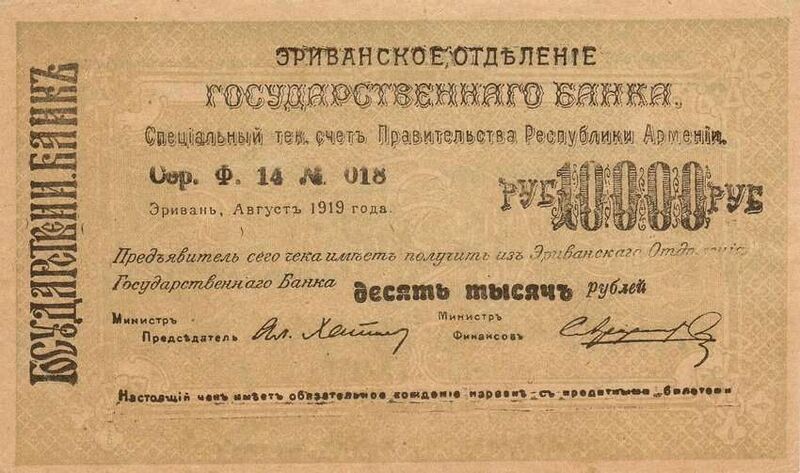 ГОСУДАРСТВЕНН. БАНКЪ
ЭРИВАНСКОЕ ОТДѢЛЕНІЕ
ГОСУДАРСТВЕННАГО БАНКА.
Спеціальный тек. счетъ Правительства Республики Арменіи.
Сер. Ф. 14 № 018
РУБ 10000 РУБ
Эривань, Августъ 1919 года.
Предъявитель сего чека имѣетъ получить изъ Эриванскаго Отдѣленія
Государственнаго Банка десять тысячъ рублей
Министръ Предсѣдатель
Министръ Финансовъ
Настоящій чекъ имѣетъ обязательное хожденіе наравнѣ съ кредитными билетами